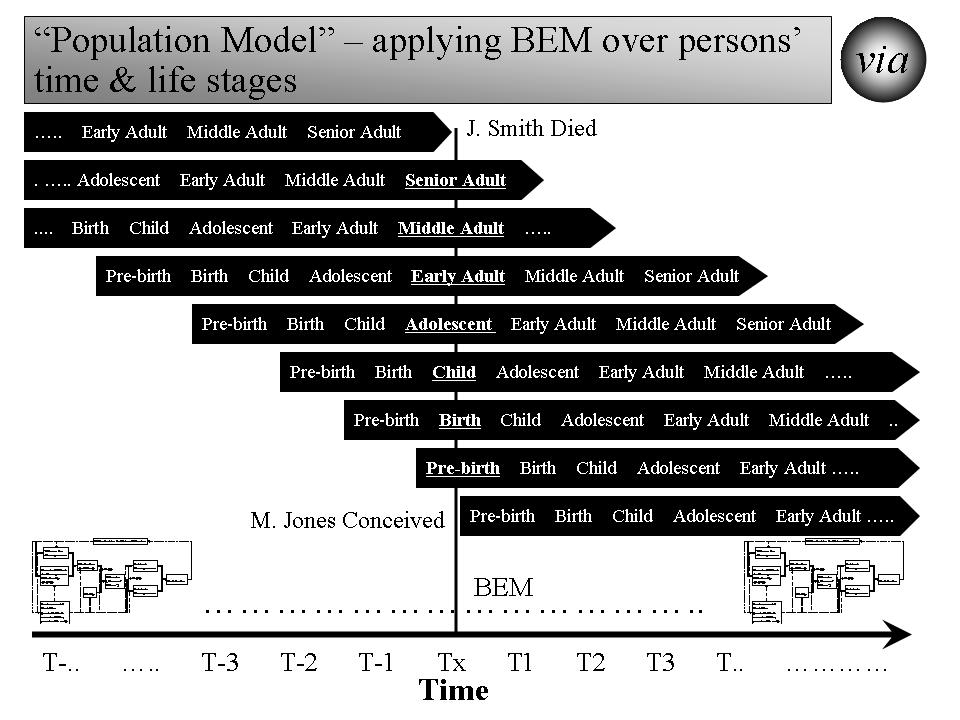 “Population Model” – applying BEM over persons’
time & life stages
via
….. Early Adult Middle Adult Senior Adult
J. Smith Died
. ….. Adolescent Early Adult Middle Adult Senior Adult
.... Birth Child Adolescent Early Adult Middle Adult …..
Pre-birth Birth Child Adolescent Early Adult Middle Adult Senior Adult
Pre-birth Birth Child Adolescent Early Adult Middle Adult Senior Adult
Pre-birth Birth Child Adolescent Early Adult Middle Adult …..
Pre-birth Birth Child Adolescent Early Adult Middle Adult ..
Pre-birth Birth Child Adolescent Early Adult …..
M. Jones Conceived
Pre-birth Birth Child Adolescent Early Adult …..
BEM
……………………………………..
T-.. ….. T-3 T-2 T-1 Tx T1 T2 T3 T.. …………
Time